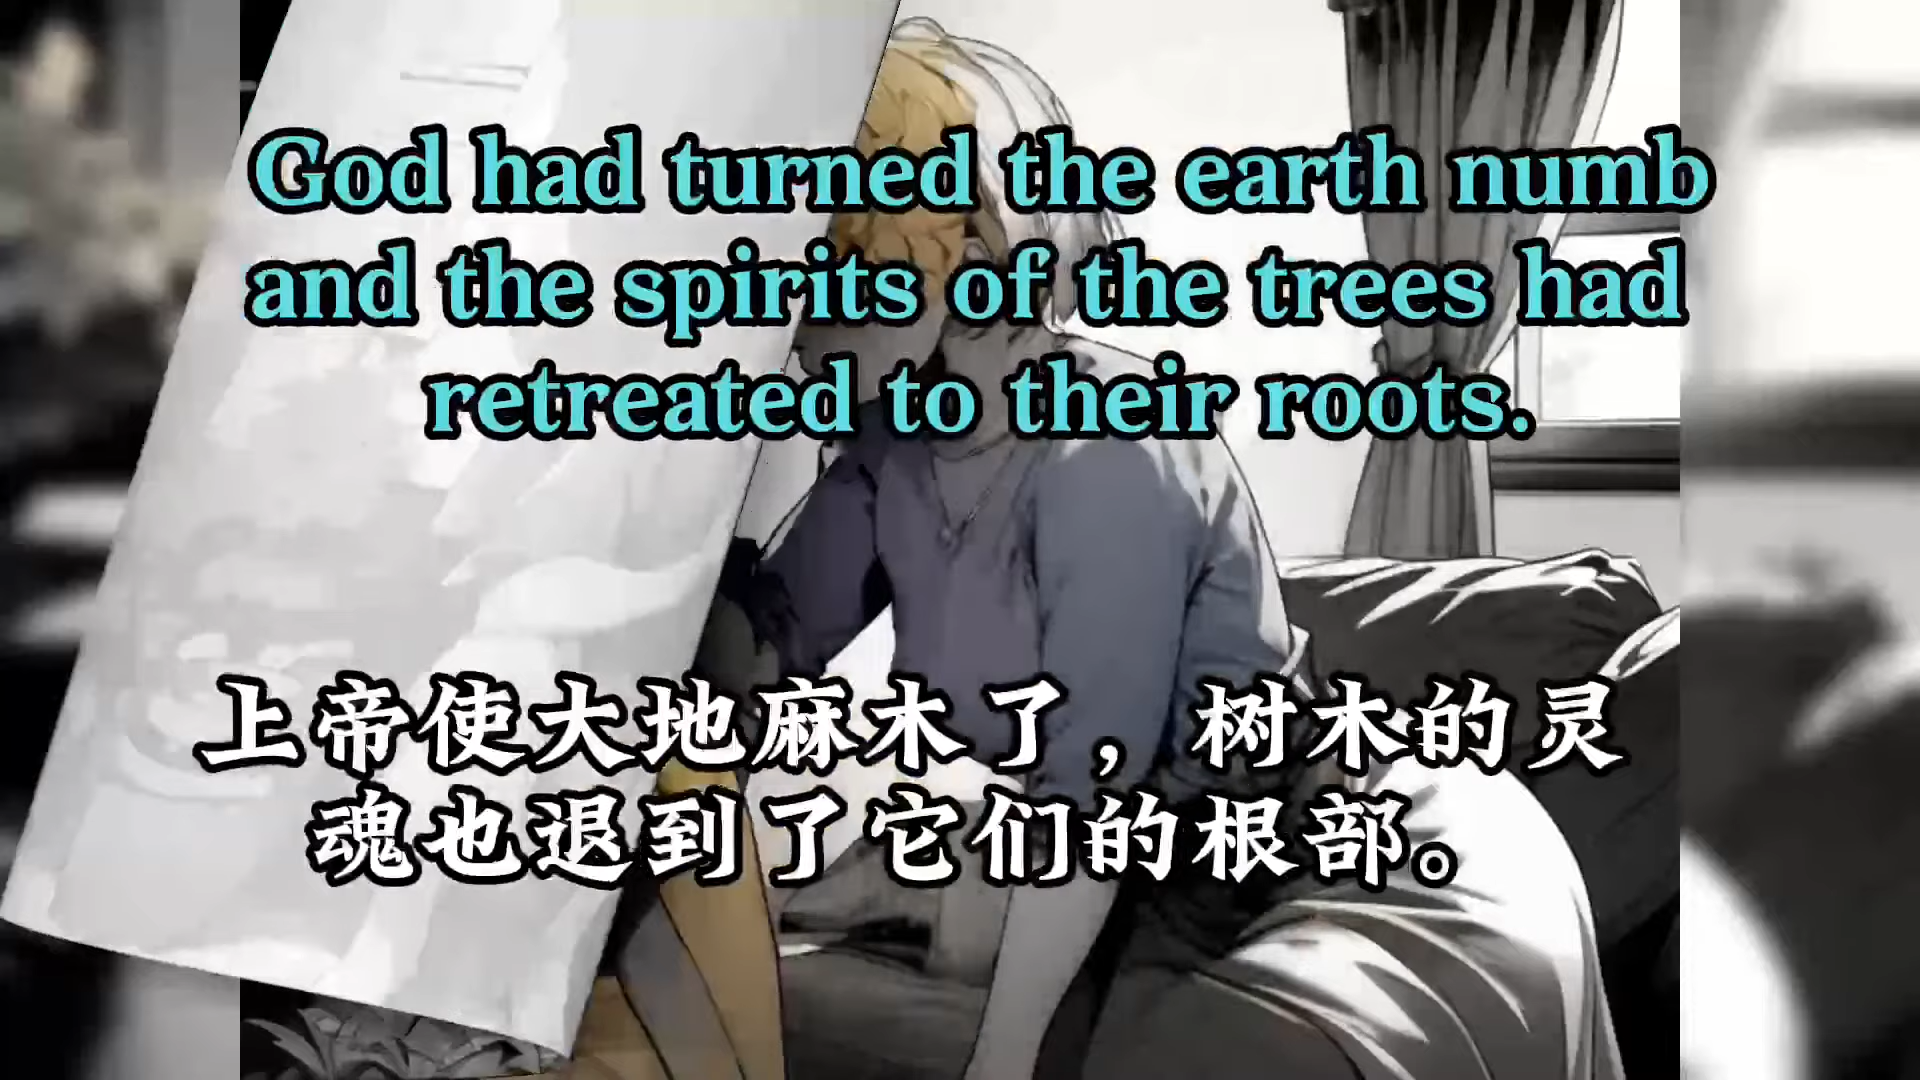 God had turned the earth numb
and the spirits of the trees had
retreated to their roots.
上帝使大地麻木了，树木的灵
魂也退到了它们的根部。